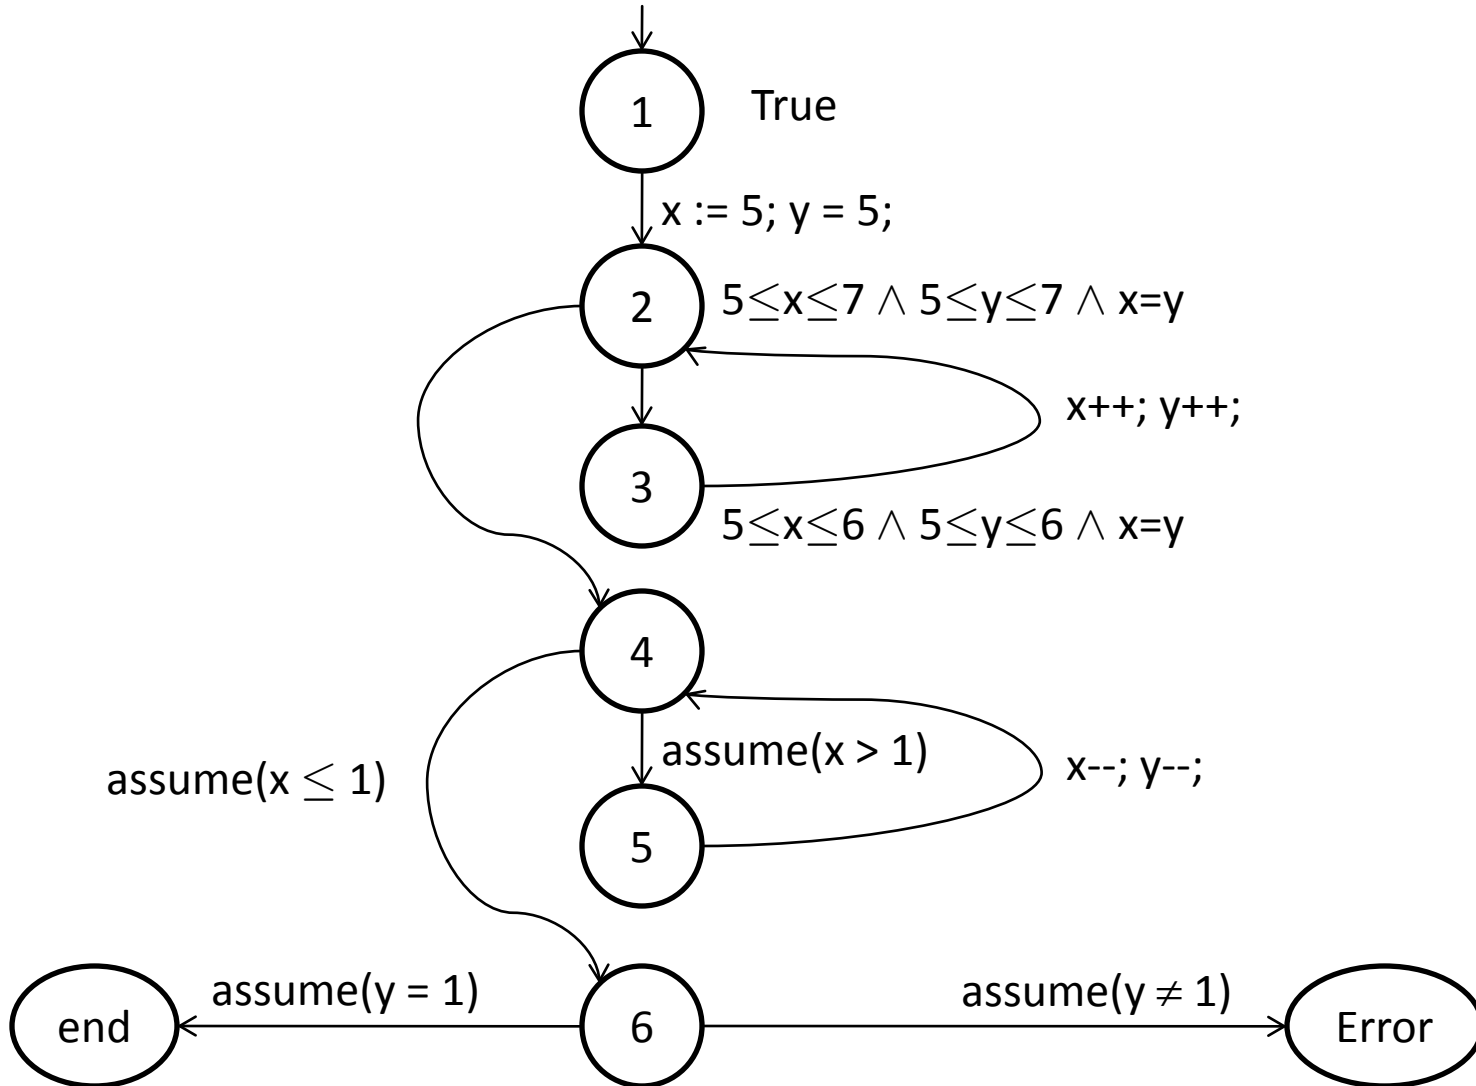 1 True
x := 5; y = 5;
2 5≤x≤7 ∧ 5≤y≤7 ∧ x=y
x++; y++;
3
5≤x≤6 ∧ 5≤y≤6 ∧ x=y
4
assume(x > 1)
x--; y--;
assume(x ≤ 1)
5
assume(y = 1)
assume(y ≠ 1)
end
6
Error